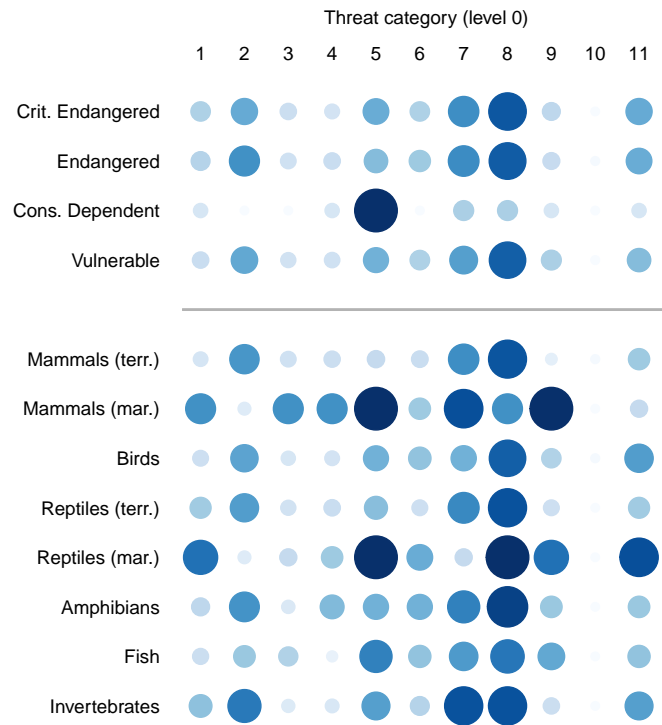 Threat category (level 0)
1 2 3 4 5 6 7 8 9 10 11
Crit. Endangered
Endangered
Cons. Dependent
Vulnerable
Mammals (terr.)
Mammals (mar.)
Birds
Reptiles (terr.)
Reptiles (mar.)
Amphibians
Fish
Invertebrates